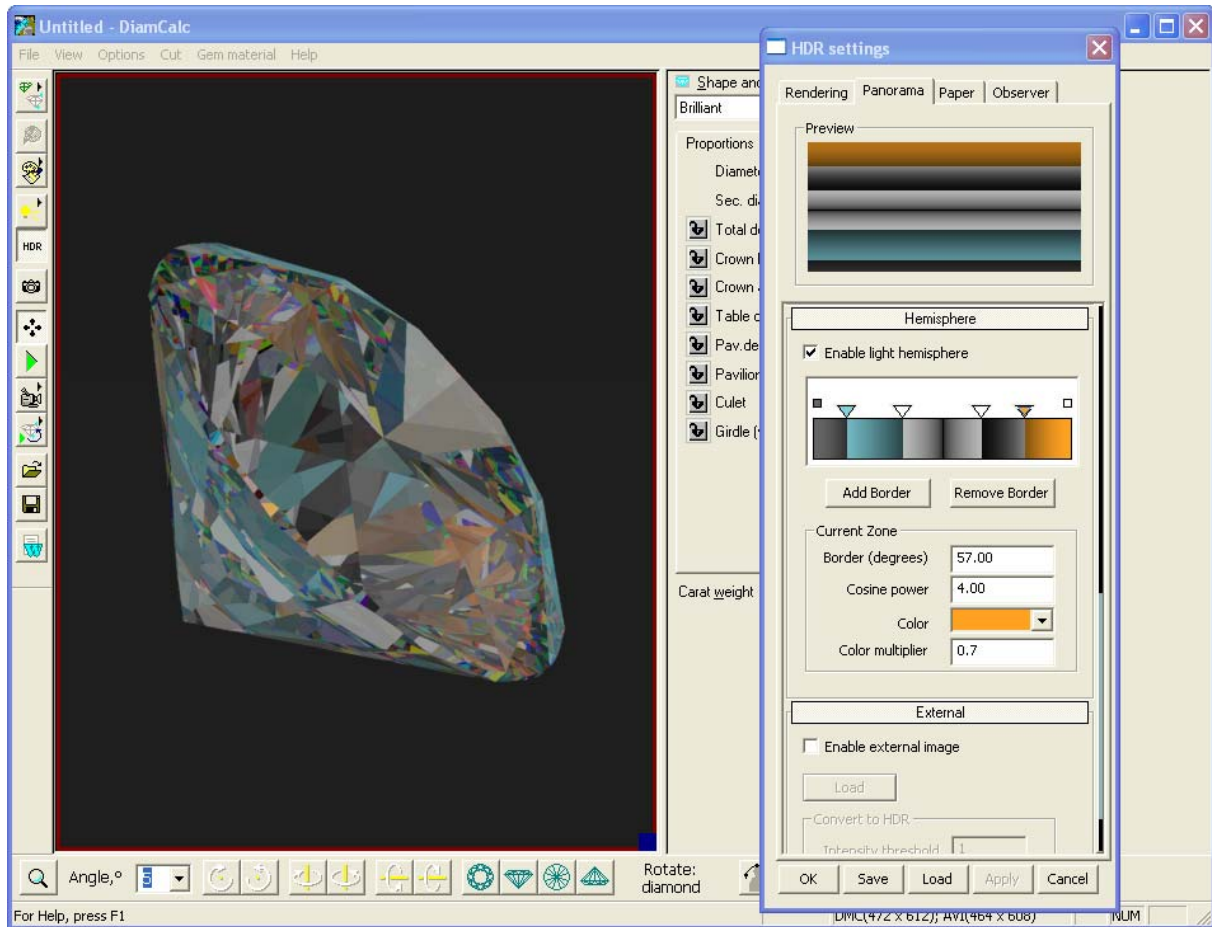 Untitled - DiamCalc
File View Options Cut Gem material Help
HDR
Shape and
Brilliant
Proportions
Total
Crown
Crown
Table
Pav.de
Pavilion
Culet
Girdle
Carat weight
HDR settings
Rendering Panorama Paper Observer
Preview
Hemisphere
Enable light hemisphere
Add Border Remove Border
Current Zone
Border (degrees) 57.00
Cosine power 4.00
Color
Color multiplier 0.7
External
Enable external image
Load
Convert to HDR
Intensity threshold 1
OK Save Load Apply Cancel
Angle,° 5
Rotate:
diamond
For Help, press F1
DMC(472 x 612); AVI(464 x 608) NUM